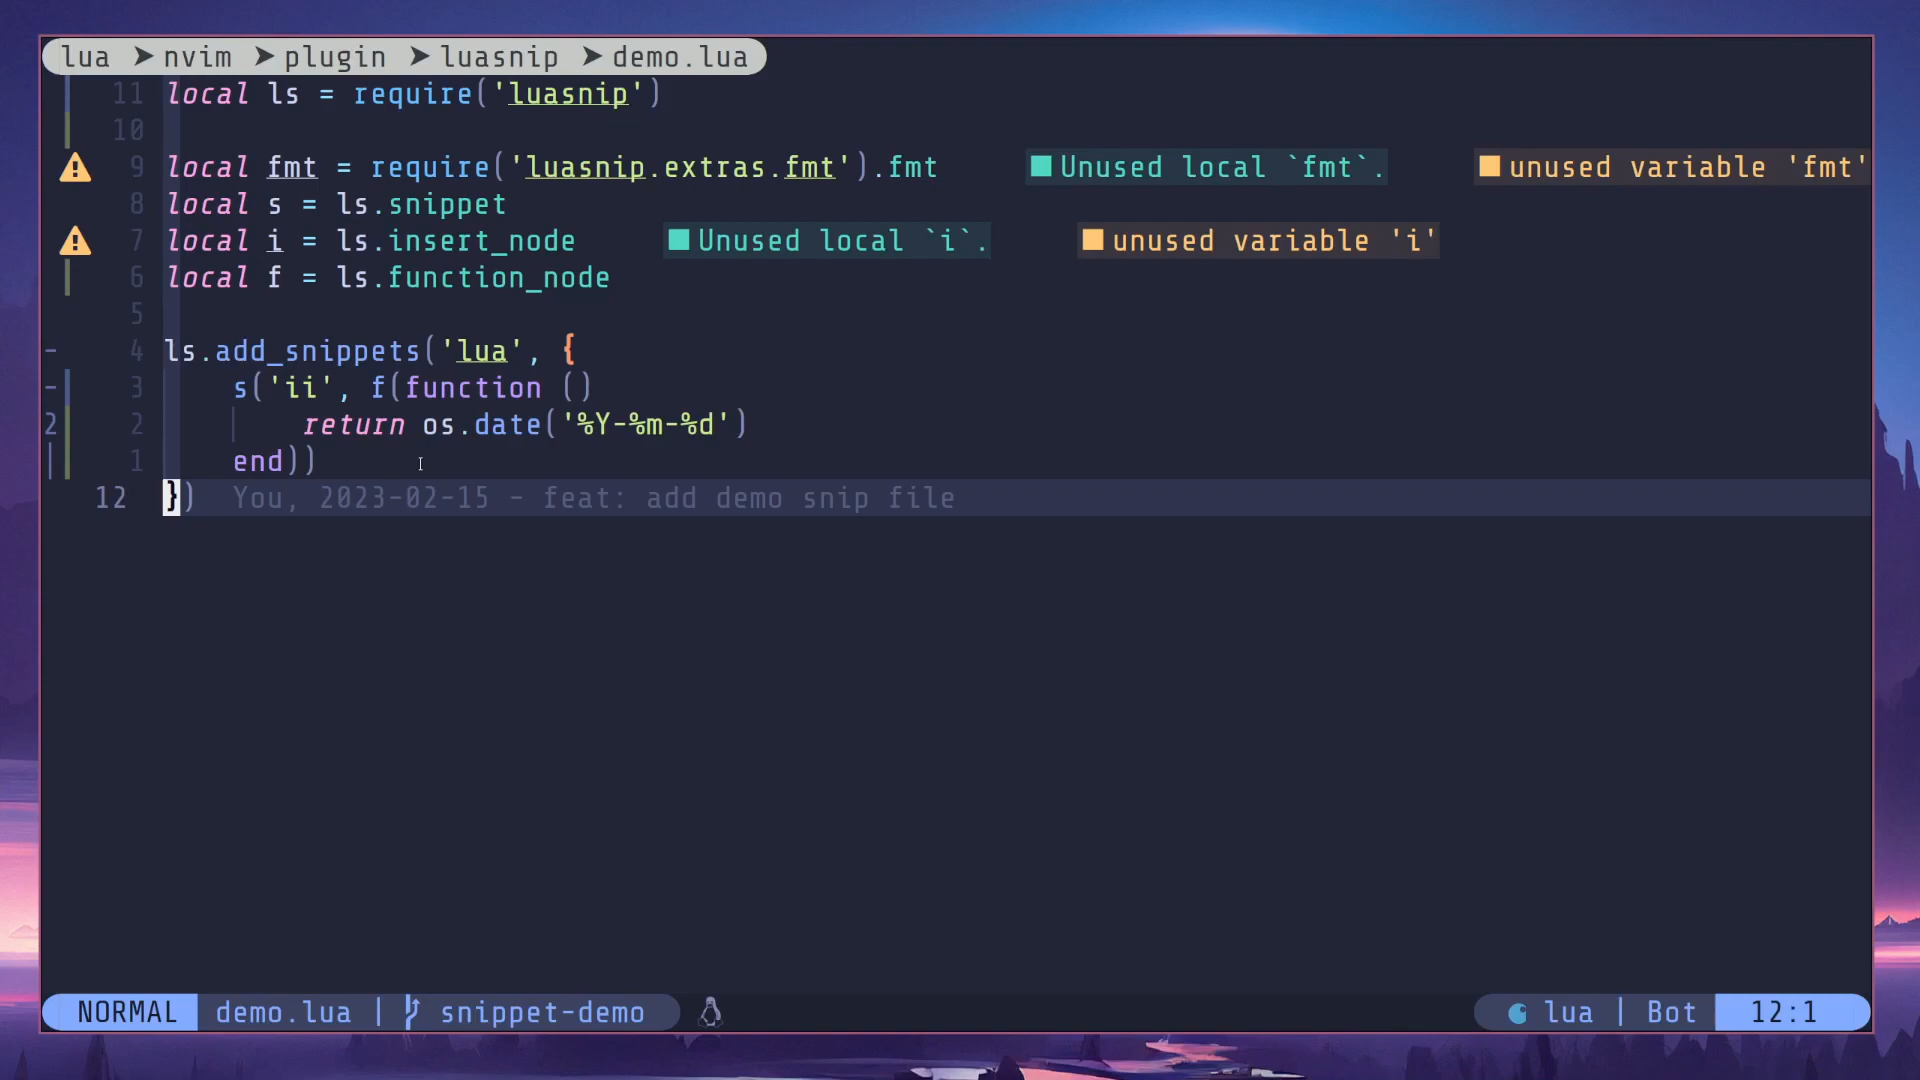 lua ➤ nvim ➤ plugin ➤ luasnip ➤ demo.lua
11 local ls = require('luasnip')
10
9 local fmt = require('luasnip.extras.fmt').fmt ■ Unused local `fmt`. ■ unused variable 'fmt'
8 local s = ls.snippet
7 local i = ls.insert_node ■ Unused local `i`. ■ unused variable 'i'
6 local f = ls.function_node
5
- 4 ls.add_snippets('lua', {
- 3 s('ii', f(function ()
2 2 return os.date('%Y-%m-%d')
1 end))
12 }) You, 2023-02-15 - feat: add demo snip file
NORMAL demo.lua | snippet-demo lua | Bot 12:1